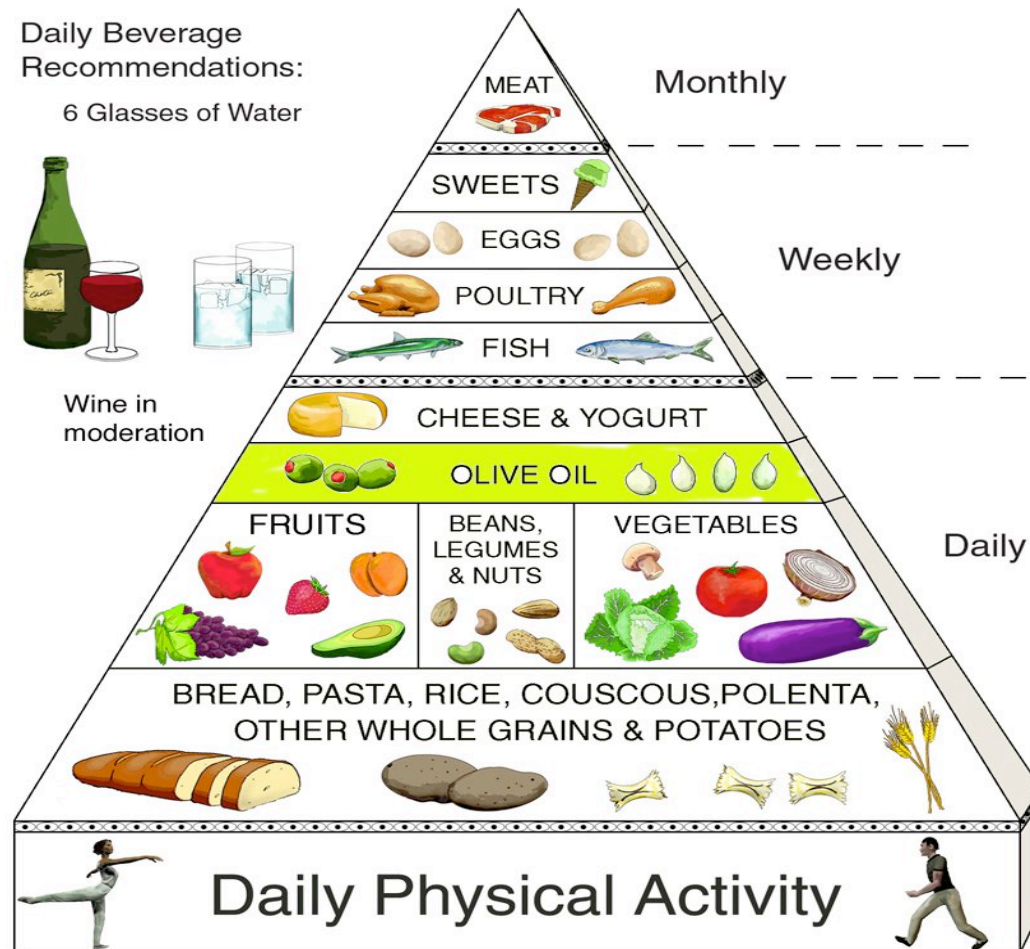 Daily Beverage
Recommendations:
6 Glasses of Water
Wine in
moderation
MEAT
Monthly
SWEETS
EGGS
Weekly
POULTRY
FISH
CHEESE & YOGURT
OLIVE OIL
Daily
FRUITS
BEANS,
LEGUMES
& NUTS
VEGETABLES
BREAD, PASTA, RICE, COUSCOUS,POLENTA,
OTHER WHOLE GRAINS & POTATOES
Daily Physical Activity